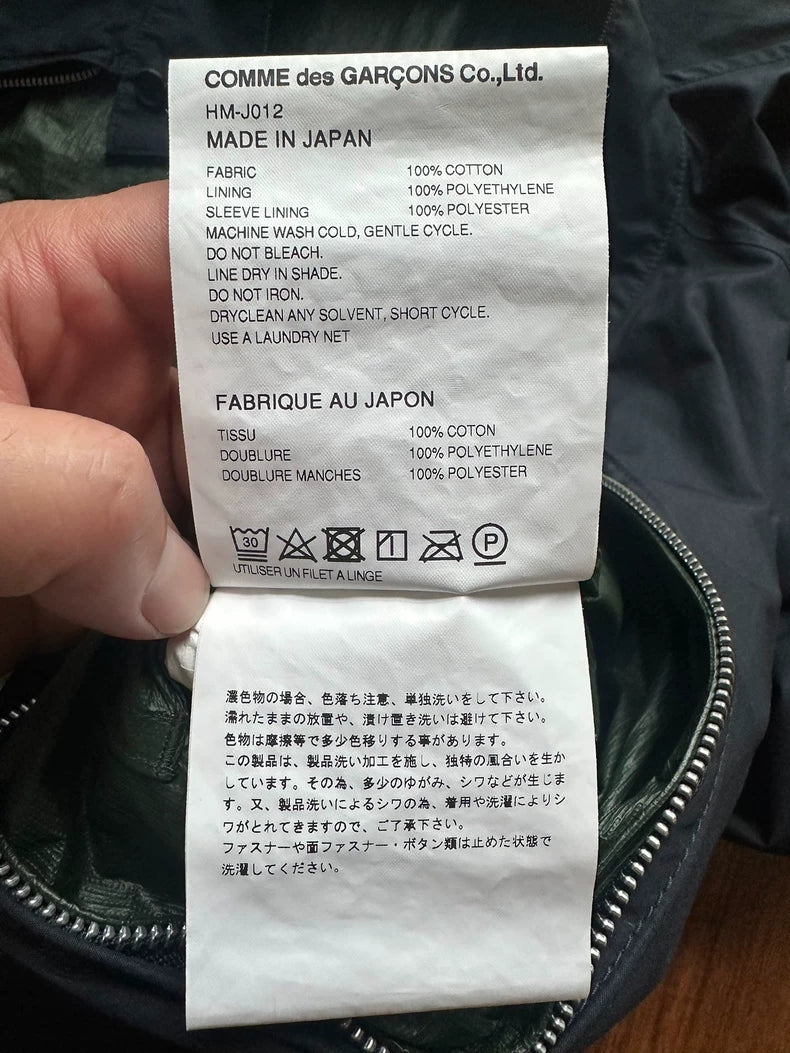 COMME des GARÇONS Co.,Ltd.
HM-J012
MADE IN JAPAN
FABRIC 100% COTTON
LINING 100% POLYETHYLENE
SLEEVE LINING 100% POLYESTER
MACHINE WASH COLD, GENTLE CYCLE.
DO NOT BLEACH.
LINE DRY IN SHADE.
DO NOT IRON.
DRYCLEAN ANY SOLVENT, SHORT CYCLE.
USE A LAUNDRY NET
FABRIQUE AU JAPON
TISSU 100% COTON
DOUBLURE 100% POLYETHYLENE
DOUBLURE MANCHES 100% POLYESTER
30 P
UTILISER UN FILET A LINGE
濃色物の場合、色落ち注意、単独洗いをして下さい。
濡れたままの放置や、漬け置き洗いは避けて下さい。
色物は摩擦等で多少色移りする事があります。
この製品は、製品洗い加工を施し、独特の風合いを生か
しています。その為、多少のゆがみ、シワなどが生じま
す。又、製品洗いによるシワの為、着用や洗濯によりシ
ワがとれてきますので、ご了承下さい。
ファスナーや面ファスナー・ボタン類は止めた状態で
洗濯してください。